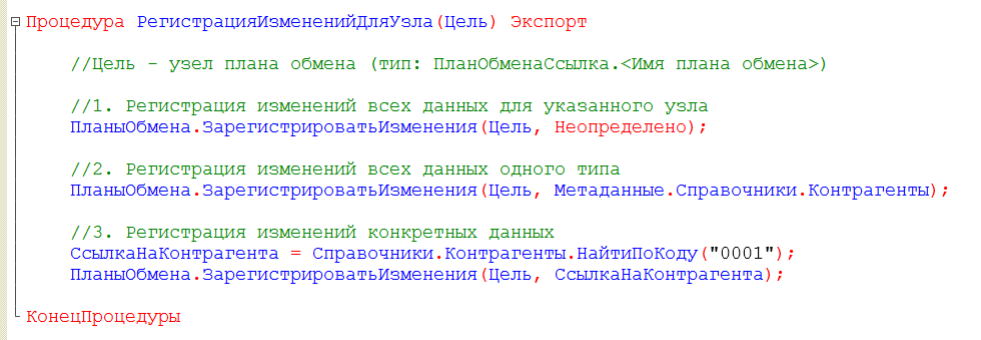 Процедура РегистрацияИзмененийДляУзла(Цель) Экспорт
//Цель - узел плана обмена (тип: ПланОбменаСсылка.<Имя плана обмена>)
//1. Регистрация изменений всех данных для указанного узла
ПланыОбмена.ЗарегистрироватьИзменения(Цель, Неопределено);
//2. Регистрация изменений всех данных одного типа
ПланыОбмена.ЗарегистрироватьИзменения(Цель, Метаданные.Справочники.Контрагенты);
//3. Регистрация изменений конкретных данных
СсылкаНаКонтрагента = Справочники.Контрагенты.НайтиПоКоду("0001");
ПланыОбмена.ЗарегистрироватьИзменения(Цель, СсылкаНаКонтрагента);
КонецПроцедуры